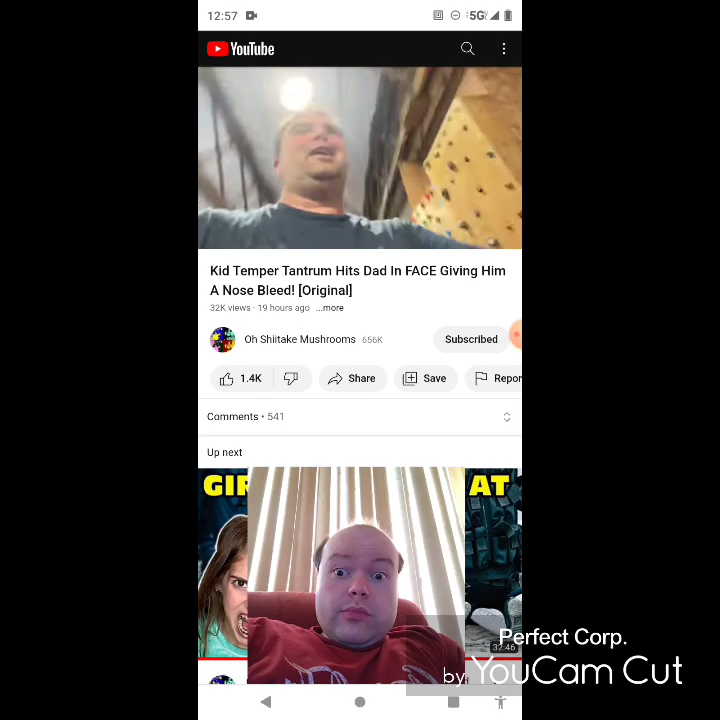 12:57
5G
YouTube
Kid Temper Tantrum Hits Dad In FACE Giving Him
A Nose Bleed! [Original]
32K views · 19 hours ago ...more
Oh Shiitake Mushrooms 656K
Subscribed
1.4K
Share
Save
Repor
Comments • 541
Up next
GIR
AT
32:46
Perfect Corp.
by YouCam Cut